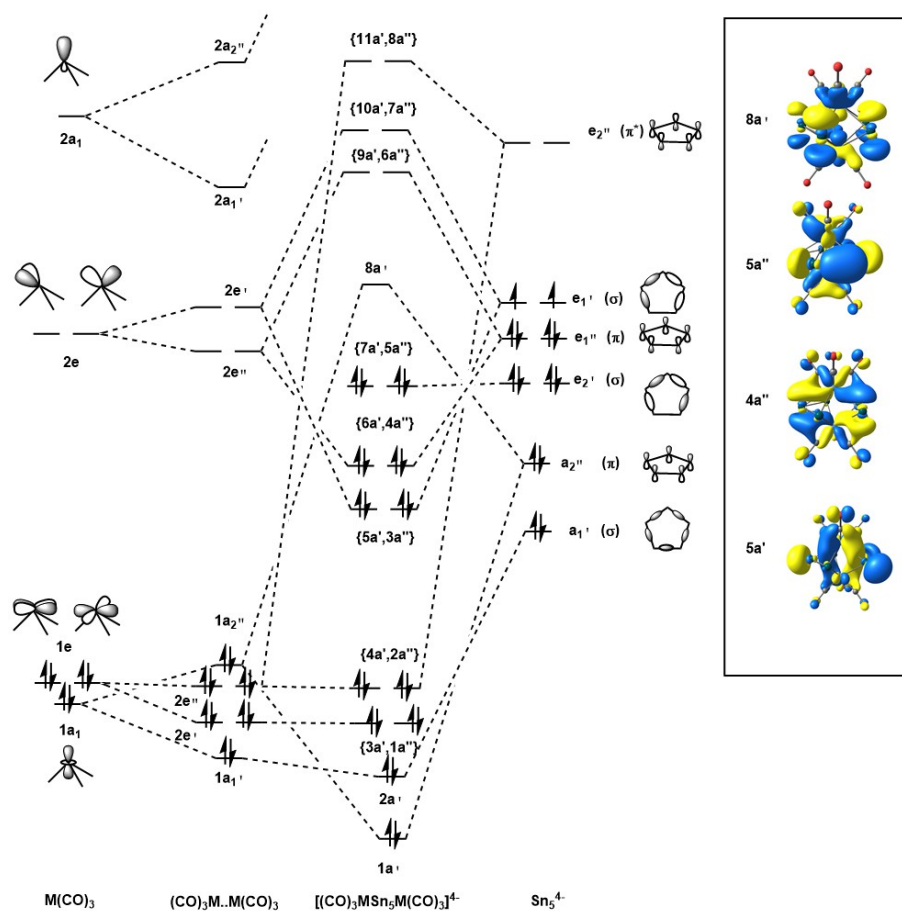 2a₂''
{11a',8a''}
8a'
2a₁
{10a',7a''}
e₂'' (π*)
{9a',6a''}
2a₁'
5a''
2e'
8a'
e₁' (σ)
2e
2e''
e₁'' (π)
{7a',5a''}
e₂' (σ)
4a''
{6a',4a''}
a₂'' (π)
{5a',3a''}
a₁' (σ)
5a'
1e
1a₂''
{4a',2a''}
2e''
1a₁
2e'
{3a',1a''}
1a₁'
2a'
1a'
M(CO)₃
(CO)₃M..M(CO)₃
[(CO)₃MSn₅M(CO)₃]⁴⁻
Sn₅⁴⁻